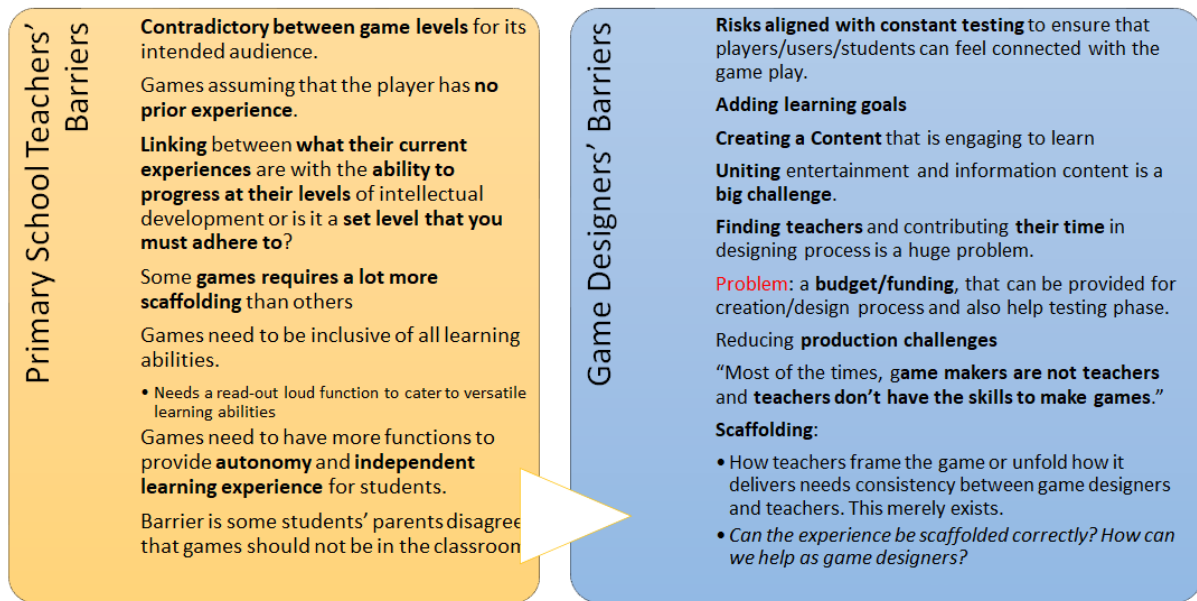 Primary School Teachers'
Barriers
Contradictory between game levels for its
intended audience.
Games assuming that the player has no
prior experience.
Linking between what their current
experiences are with the ability to
progress at their levels of intellectual
development or is it a set level that you
must adhere to?
Some games requires a lot more
scaffolding than others
Games need to be inclusive of all learning
abilities.
• Needs a read-out loud function to cater to versatile
learning abilities
Games need to have more functions to
provide autonomy and independent
learning experience for students.
Barrier is some students' parents disagree
that games should not be in the classroom
Game Designers' Barriers
Risks aligned with constant testing to ensure that
players/users/students can feel connected with the
game play.
Adding learning goals
Creating a Content that is engaging to learn
Uniting entertainment and information content is a
big challenge.
Finding teachers and contributing their time in
designing process is a huge problem.
Problem: a budget/funding, that can be provided for
creation/design process and also help testing phase.
Reducing production challenges
“Most of the times, game makers are not teachers
and teachers don't have the skills to make games.”
Scaffolding:
• How teachers frame the game or unfold how it
delivers needs consistency between game designers
and teachers. This merely exists.
• Can the experience be scaffolded correctly? How can
we help as game designers?